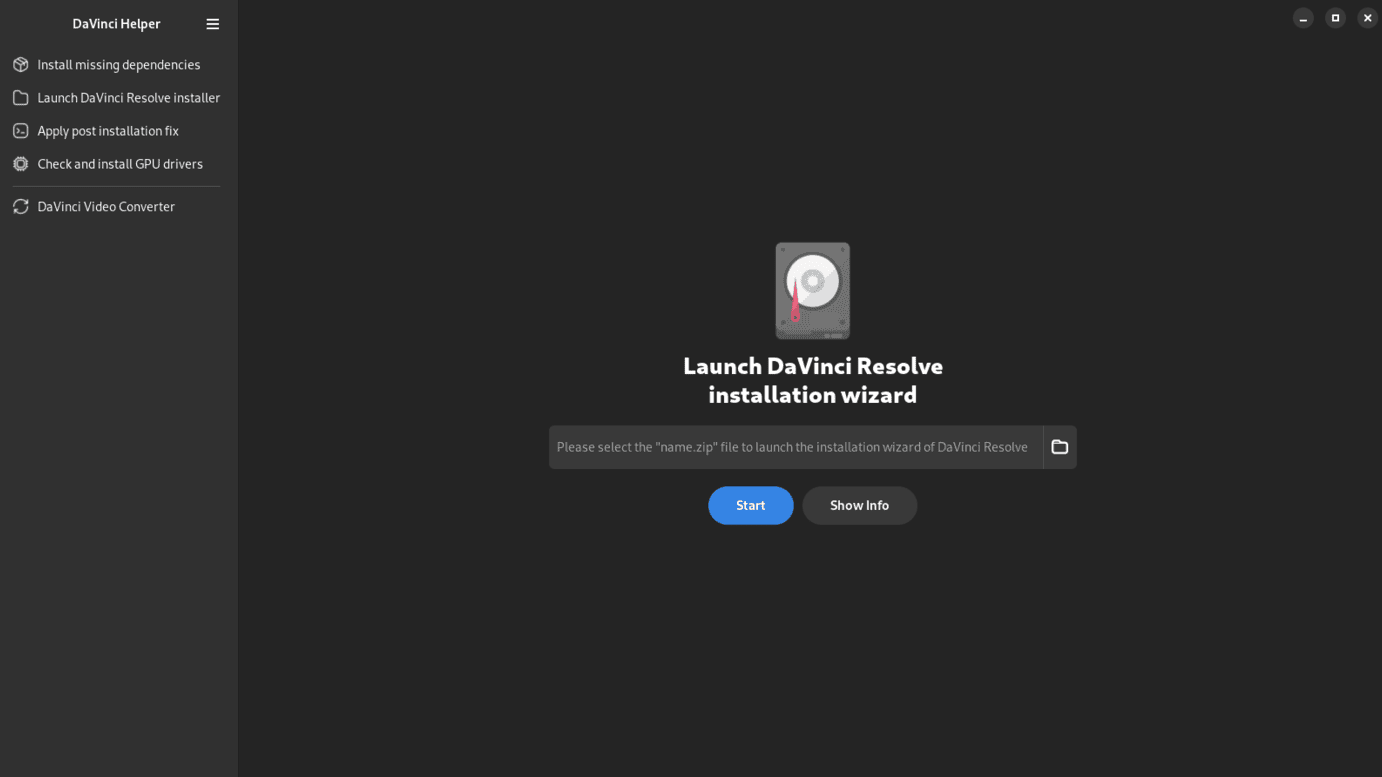 DaVinci Helper
Install missing dependencies
Launch DaVinci Resolve installer
Apply post installation fix
Check and install GPU drivers
DaVinci Video Converter
Launch DaVinci Resolve
installation wizard
Please select the "name.zip" file to launch the installation wizard of DaVinci Resolve
Start
Show Info